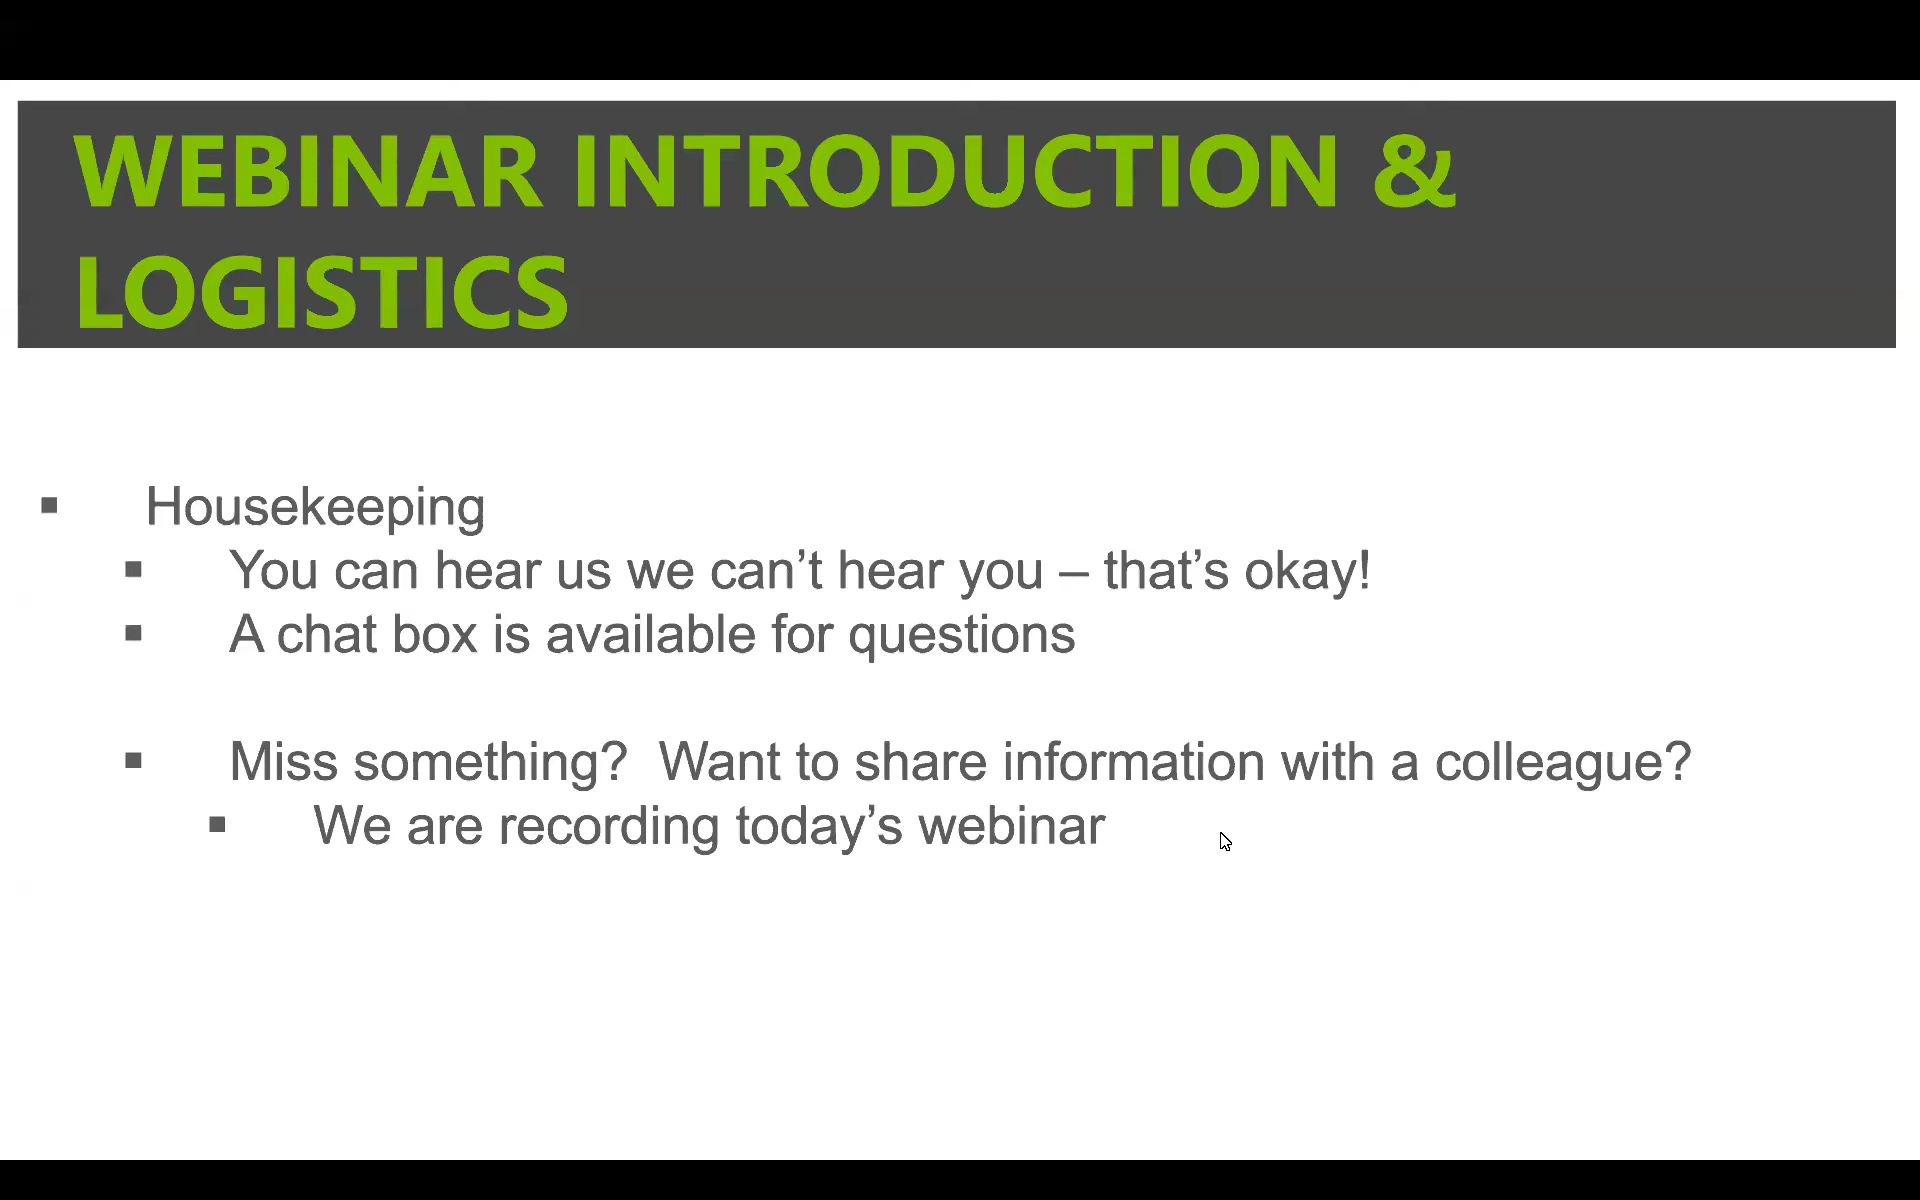 WEBINAR INTRODUCTION &
LOGISTICS
▪ Housekeeping
▪ You can hear us we can’t hear you – that’s okay!
▪ A chat box is available for questions
▪ Miss something?  Want to share information with a colleague?
▪ We are recording today’s webinar